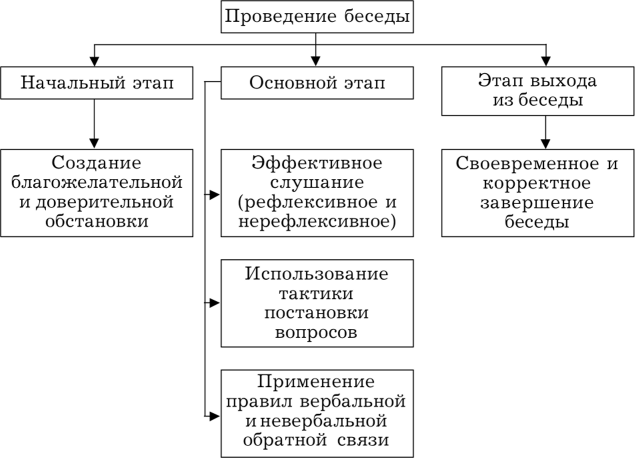 Проведение беседы
Начальный этап
Основной этап
Этап выхода
из беседы
Создание
благожелательной
и доверительной
обстановки
Эффективное
слушание
(рефлексивное и
нерефлексивное)
Своевременное и
корректное
завершение
беседы
Использование
тактики
постановки
вопросов
Применение
правил вербальной
и невербальной
обратной связи